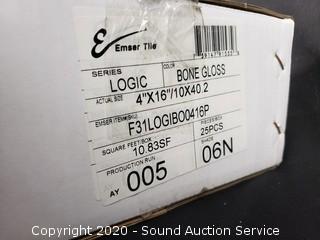 Emser Tile
SERIES COLOR
LOGIC BONE GLOSS
ACTUAL SIZE
4"X16"/10X40.2
EMSER ITEM#(SKU)
F31LOGIBO0416P
SQUARE FEET/BOX PIECES/BOX
10.83SF 25PCS
PRODUCTION RUN SHADE
AY 005 06N
Copyright © 2020 - Sound Auction Service